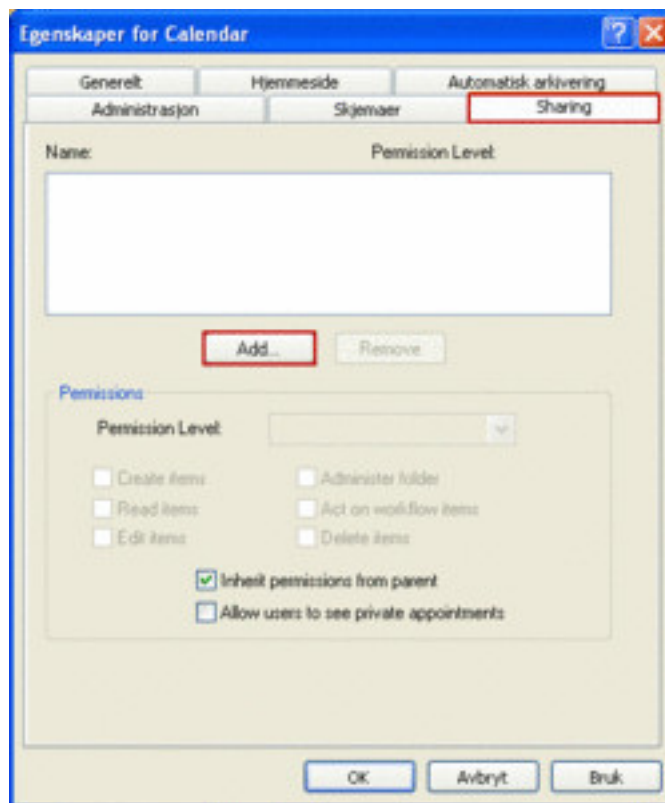 Egenskaper for Calendar
Generelt Hjemmeside Automatisk arkivering
Administrasjon Skjemaer Sharing
Name: Permission Level:
Add... Remove
Permissions
Permission Level:
Create items Administer folder
Read items Act on workflow items
Edit items Delete items
Inherit permissions from parent
Allow users to see private appointments
OK Avbryt Bruk